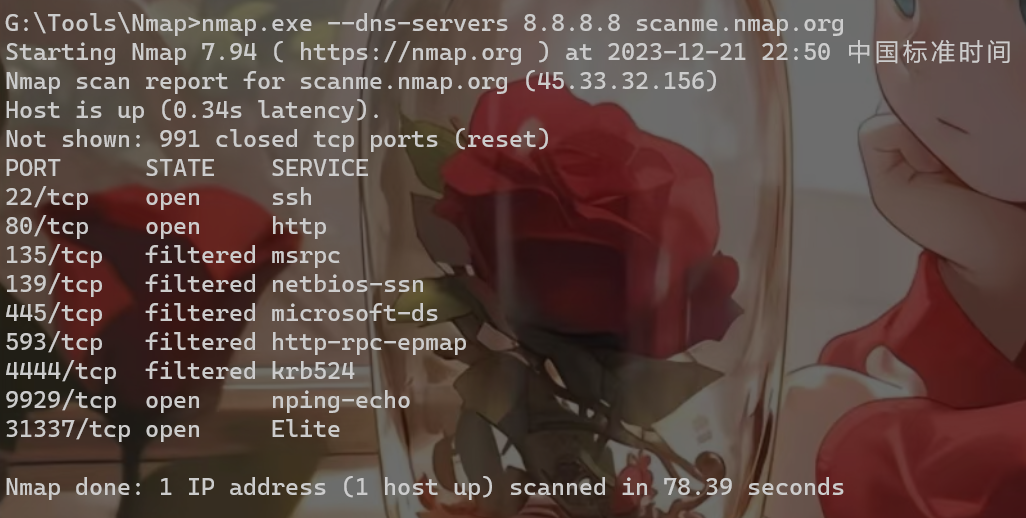 G:\Tools\Nmap>nmap.exe --dns-servers 8.8.8.8 scanme.nmap.org
Starting Nmap 7.94 ( https://nmap.org ) at 2023-12-21 22:50 中国标准时间
Nmap scan report for scanme.nmap.org (45.33.32.156)
Host is up (0.34s latency).
Not shown: 991 closed tcp ports (reset)
PORT      STATE    SERVICE
22/tcp    open     ssh
80/tcp    open     http
135/tcp   filtered msrpc
139/tcp   filtered netbios-ssn
445/tcp   filtered microsoft-ds
593/tcp   filtered http-rpc-epmap
4444/tcp  filtered krb524
9929/tcp  open     nping-echo
31337/tcp open     Elite
Nmap done: 1 IP address (1 host up) scanned in 78.39 seconds